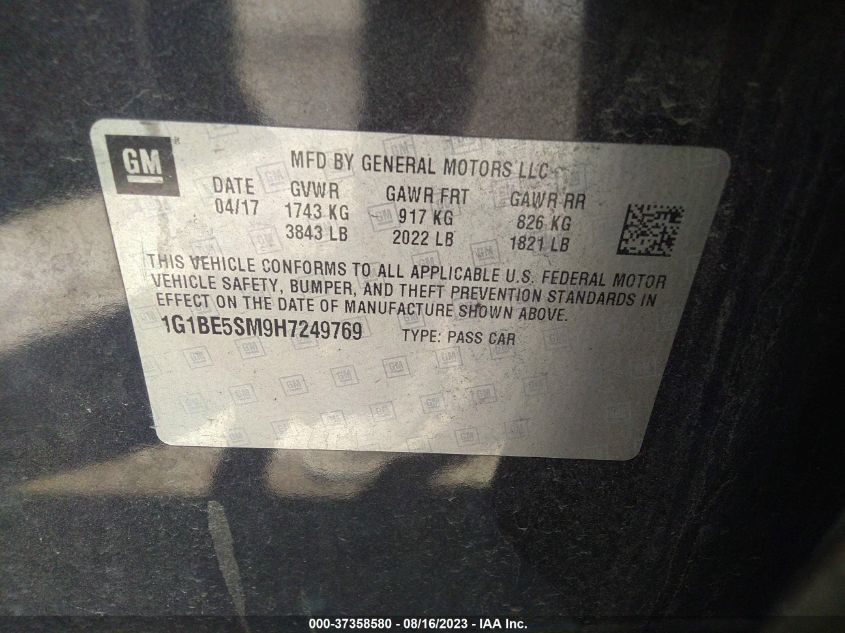 GM ®
MFD BY GENERAL MOTORS LLC
DATE GVWR GAWR FRT GAWR RR
04/17 1743 KG 917 KG 826 KG
3843 LB 2022 LB 1821 LB
THIS VEHICLE CONFORMS TO ALL APPLICABLE U.S. FEDERAL MOTOR
VEHICLE SAFETY, BUMPER, AND THEFT PREVENTION STANDARDS IN
EFFECT ON THE DATE OF MANUFACTURE SHOWN ABOVE.
1G1BE5SM9H7249769 TYPE: PASS CAR
000-37358580 - 08/16/2023 - IAA Inc.